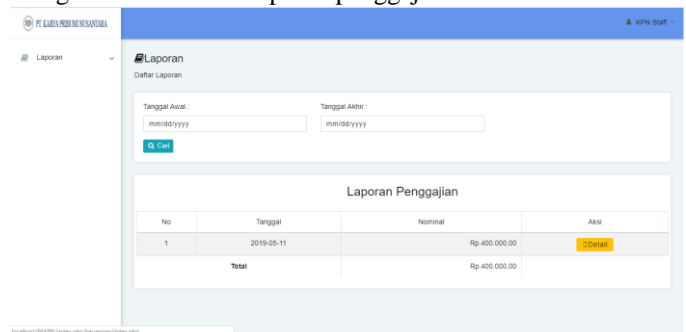 PT. KARYA PRIBUMI NUSANTARA
KPN Staff
Laporan
Laporan
Daftar Laporan
Tanggal Awal :
Tanggal Akhir :
mm/dd/yyyy
mm/dd/yyyy
Cari
Laporan Penggajian
No Tanggal Nominal Aksi
1 2019-05-11 Rp.400.000,00 Detail
Total Rp.400.000,00